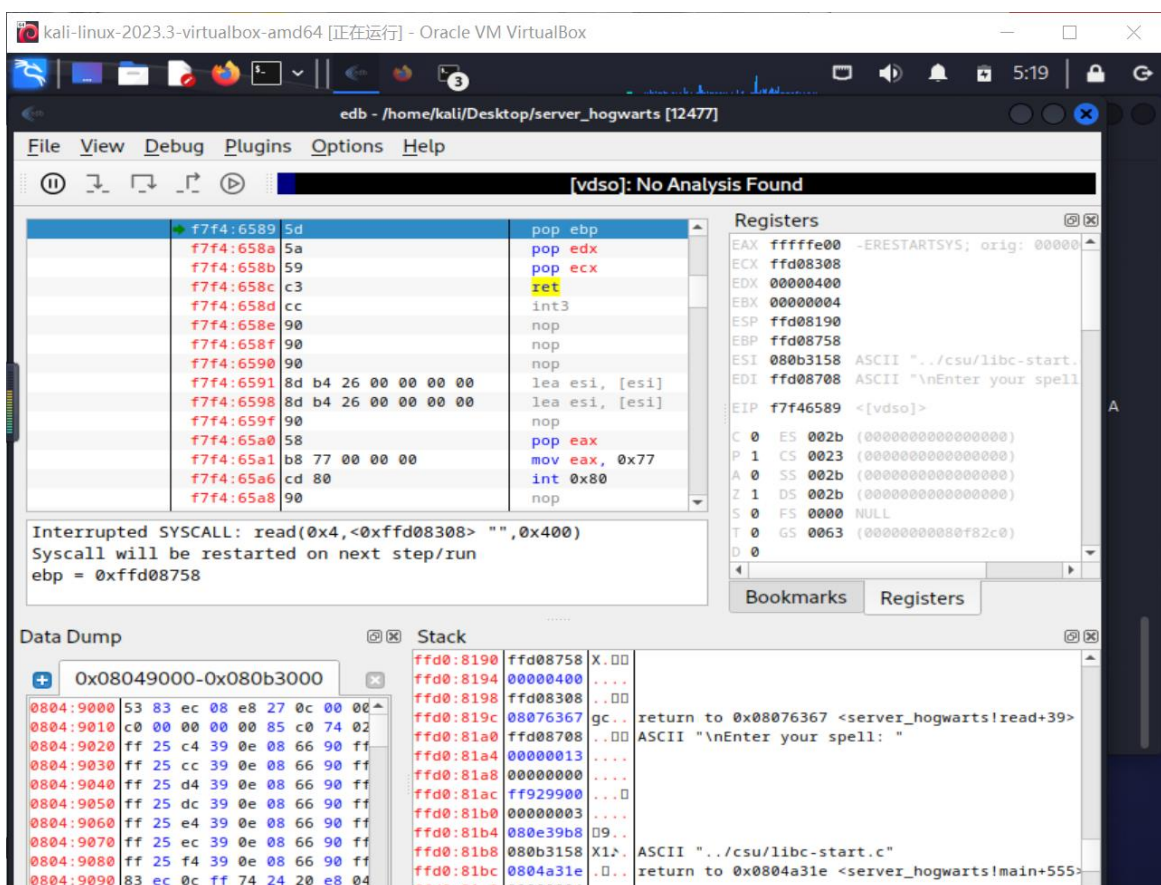 kali-linux-2023.3-virtualbox-amd64 [正在运行] - Oracle VM VirtualBox
3
5:19
edb - /home/kali/Desktop/server_hogwarts [12477]
File View Debug Plugins Options Help
[vdso]: No Analysis Found
f7f4:6589 5d pop ebp
f7f4:658a 5a pop edx
f7f4:658b 59 pop ecx
f7f4:658c c3 ret
f7f4:658d cc int3
f7f4:658e 90 nop
f7f4:658f 90 nop
f7f4:6590 90 nop
f7f4:6591 8d b4 26 00 00 00 00 lea esi, [esi]
f7f4:6598 8d b4 26 00 00 00 00 lea esi, [esi]
f7f4:659f 90 nop
f7f4:65a0 58 pop eax
f7f4:65a1 b8 77 00 00 00 mov eax, 0x77
f7f4:65a6 cd 80 int 0x80
f7f4:65a8 90 nop
Interrupted SYSCALL: read(0x4,<0xffd08308> "",0x400)
Syscall will be restarted on next step/run
ebp = 0xffd08758
Registers
EAX fffffe00 -ERESTARTSYS; orig: 00000
ECX ffd08308
EDX 00000400
EBX 00000004
ESP ffd08190
EBP ffd08758
ESI 080b3158 ASCII "../csu/libc-start.
EDI ffd08708 ASCII "\nEnter your spell
EIP f7f46589 <[vdso]>
C 0 ES 002b (0000000000000000)
P 1 CS 0023 (0000000000000000)
A 0 SS 002b (0000000000000000)
Z 1 DS 002b (0000000000000000)
S 0 FS 0000 NULL
T 0 GS 0063 (00000000080f82c0)
D 0
Bookmarks Registers
A
Data Dump
0x08049000-0x080b3000
0804:9000 53 83 ec 08 e8 27 0c 00 00
0804:9010 c0 00 00 00 00 85 c0 74 02
0804:9020 ff 25 c4 39 0e 08 66 90 ff
0804:9030 ff 25 cc 39 0e 08 66 90 ff
0804:9040 ff 25 d4 39 0e 08 66 90 ff
0804:9050 ff 25 dc 39 0e 08 66 90 ff
0804:9060 ff 25 e4 39 0e 08 66 90 ff
0804:9070 ff 25 ec 39 0e 08 66 90 ff
0804:9080 ff 25 f4 39 0e 08 66 90 ff
0804:9090 83 ec 0c ff 74 24 20 e8 04
Stack
ffd0:8190 ffd08758 X.▯▯
ffd0:8194 00000400 ....
ffd0:8198 ffd08308 ..▯▯
ffd0:819c 08076367 gc.. return to 0x08076367 <server_hogwarts!read+39>
ffd0:81a0 ffd08708 ..▯▯ ASCII "\nEnter your spell: "
ffd0:81a4 00000013 ....
ffd0:81a8 00000000 ....
ffd0:81ac ff929900 ...▯
ffd0:81b0 00000003 ....
ffd0:81b4 080e39b8 ▯9..
ffd0:81b8 080b3158 X1♪. ASCII "../csu/libc-start.c"
ffd0:81bc 0804a31e .▯.. return to 0x0804a31e <server_hogwarts!main+555>